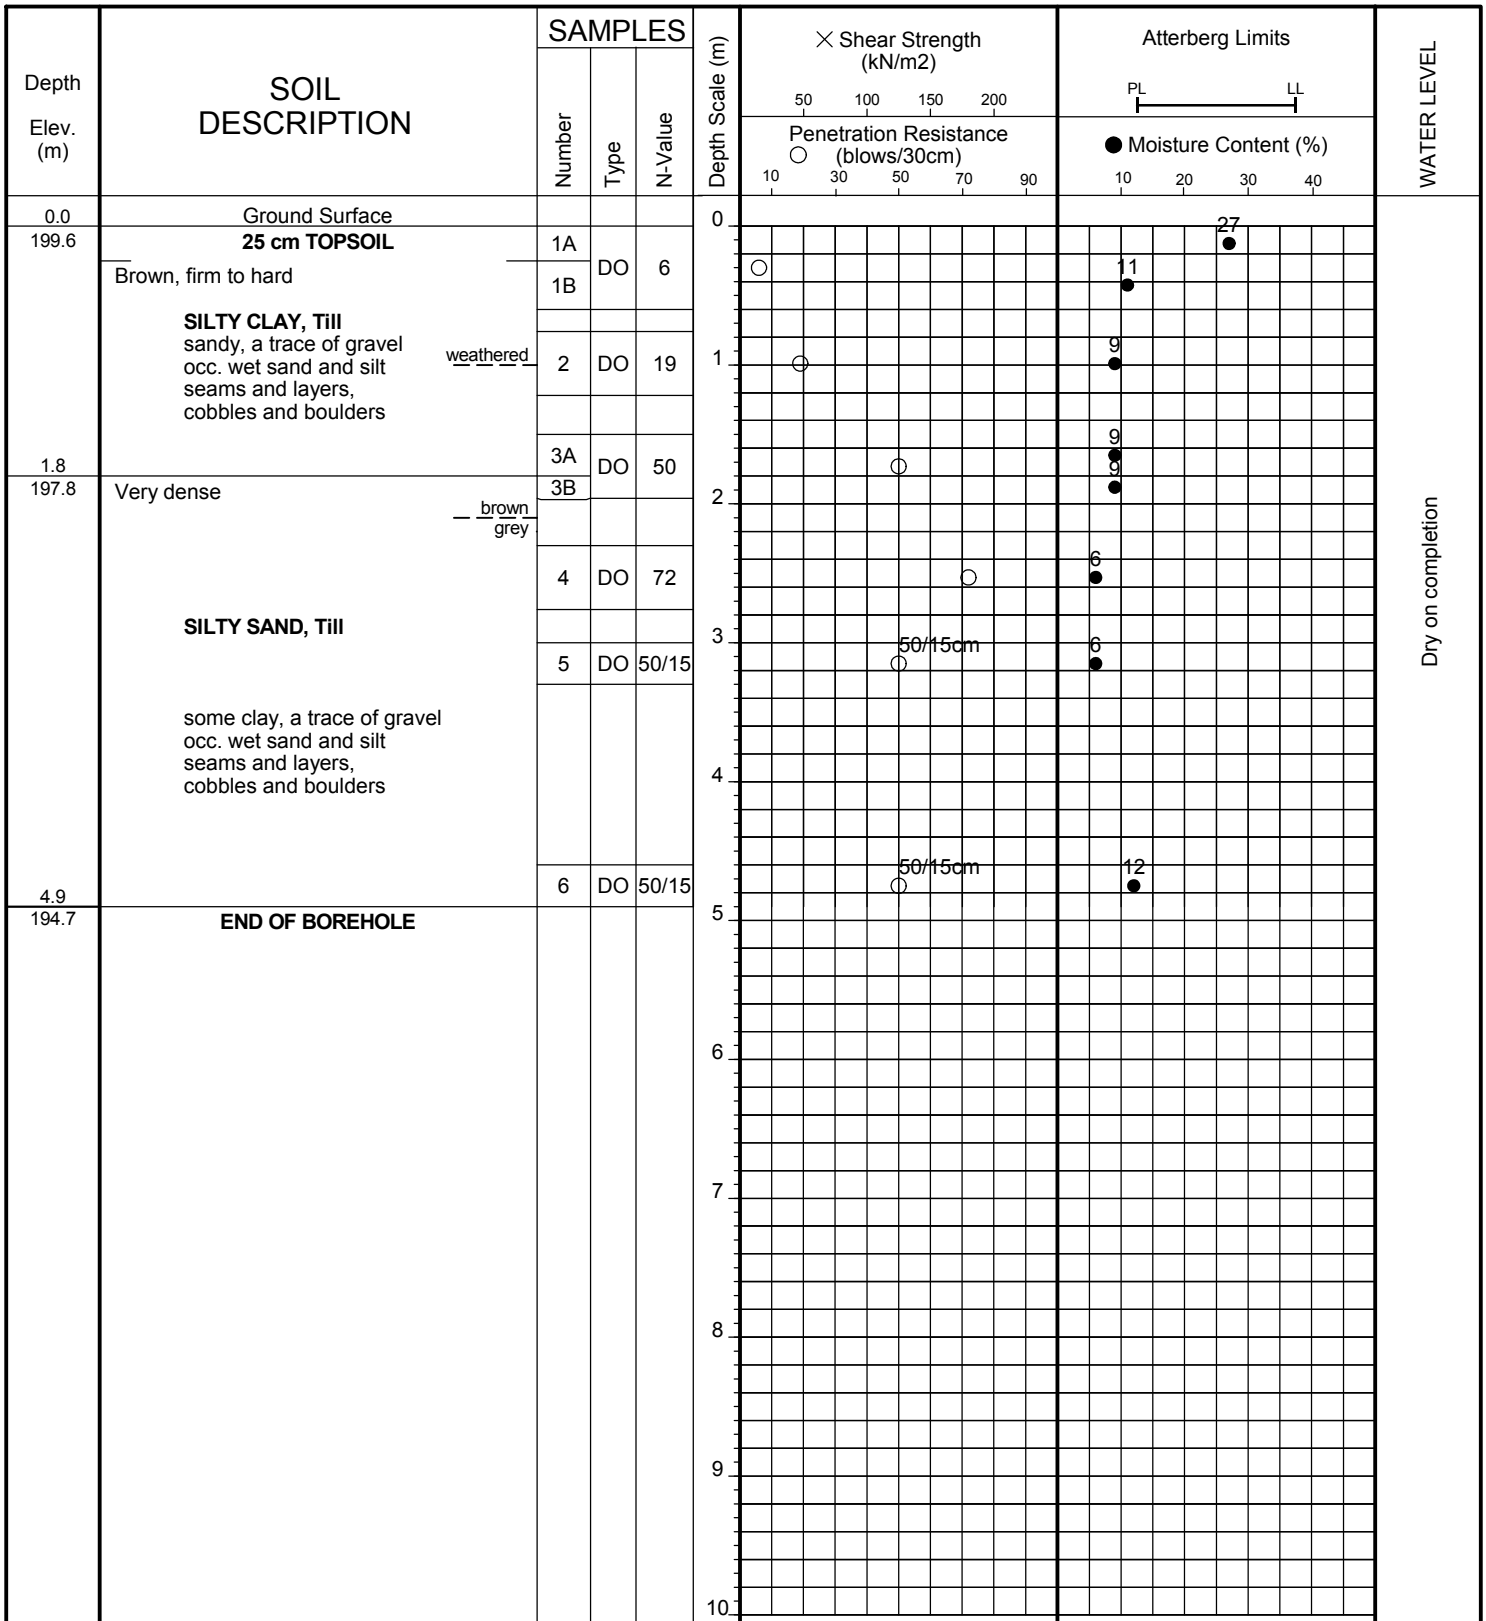 Depth
Elev.
(m)
SOIL
DESCRIPTION
SAMPLES
Number
Type
N-Value
Depth Scale (m)
× Shear Strength
(kN/m2)
50 100 150 200
Penetration Resistance
(blows/30cm)
10 30 50 70 90
Atterberg Limits
PL LL
Moisture Content (%)
10 20 30 40
WATER LEVEL
0.0 Ground Surface 0
199.6 25 cm TOPSOIL 1A 27
DO 6
Brown, firm to hard 1B 11
SILTY CLAY, Till
sandy, a trace of gravel 9
weathered
occ. wet sand and silt 2 DO 19 1
seams and layers,
cobbles and boulders
9
3A DO 50
1.8 9
197.8 Very dense 3B
2
brown
grey
6
4 DO 72
SILTY SAND, Till
3 50/15cm 6
5 DO 50/15
some clay, a trace of gravel
occ. wet sand and silt
seams and layers,
4
cobbles and boulders
50/15cm 12
6 DO 50/15
4.9
194.7 END OF BOREHOLE 5
6
7
8
9
10
Dry on completion